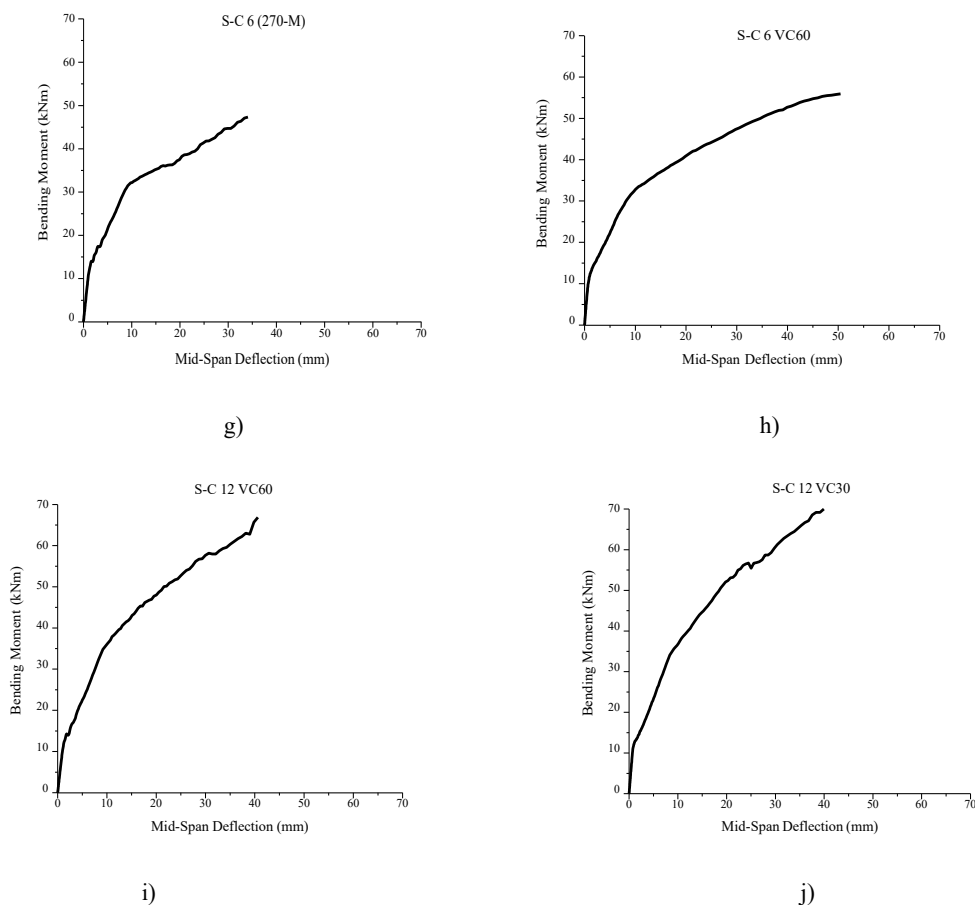 S-C 6 (270-M)
70
60
50
40
30
20
10
0
Bending Moment (kNm)
0 10 20 30 40 50 60 70
Mid-Span Deflection (mm)
g)
S-C 6 VC60
70
60
50
40
30
20
10
0
Bending Moment (kNm)
0 10 20 30 40 50 60 70
Mid-Span Deflection (mm)
h)
S-C 12 VC60
70
60
50
40
30
20
10
0
Bending Moment (kNm)
0 10 20 30 40 50 60 70
Mid-Span Deflection (mm)
i)
S-C 12 VC30
70
60
50
40
30
20
10
0
Bending Moment (kNm)
0 10 20 30 40 50 60 70
Mid-Span Deflection (mm)
j)